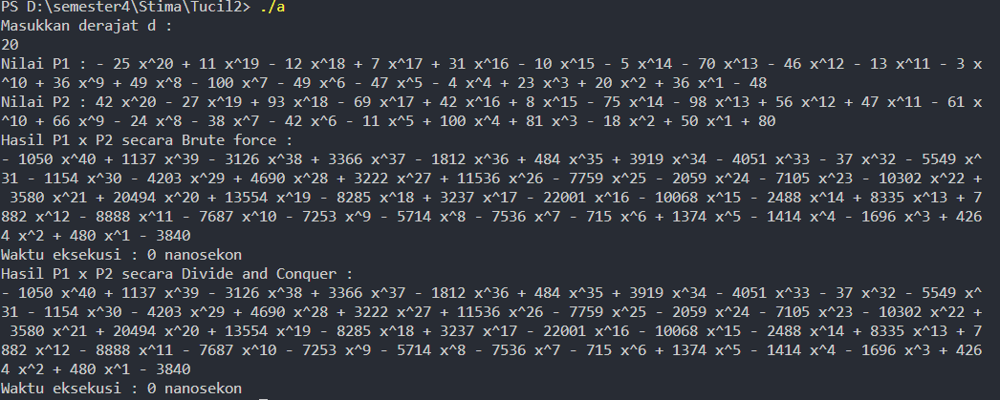 PS D:\semester4\Stima\Tucil2> ./a
Masukkan derajat d :
20
Nilai P1 : - 25 x^20 + 11 x^19 - 12 x^18 + 7 x^17 + 31 x^16 - 10 x^15 - 5 x^14 - 70 x^13 - 46 x^12 - 13 x^11 - 3 x
^10 + 36 x^9 + 49 x^8 - 100 x^7 - 49 x^6 - 47 x^5 - 4 x^4 + 23 x^3 + 20 x^2 + 36 x^1 - 48
Nilai P2 : 42 x^20 - 27 x^19 + 93 x^18 - 69 x^17 + 42 x^16 + 8 x^15 - 75 x^14 - 98 x^13 + 56 x^12 + 47 x^11 - 61 x
^10 + 66 x^9 - 24 x^8 - 38 x^7 - 42 x^6 - 11 x^5 + 100 x^4 + 81 x^3 - 18 x^2 + 50 x^1 + 80
Hasil P1 x P2 secara Brute force :
- 1050 x^40 + 1137 x^39 - 3126 x^38 + 3366 x^37 - 1812 x^36 + 484 x^35 + 3919 x^34 - 4051 x^33 - 37 x^32 - 5549 x^
31 - 1154 x^30 - 4203 x^29 + 4690 x^28 + 3222 x^27 + 11536 x^26 - 7759 x^25 - 2059 x^24 - 7105 x^23 - 10302 x^22 +
3580 x^21 + 20494 x^20 + 13554 x^19 - 8285 x^18 + 3237 x^17 - 22001 x^16 - 10068 x^15 - 2488 x^14 + 8335 x^13 + 7
882 x^12 - 8888 x^11 - 7687 x^10 - 7253 x^9 - 5714 x^8 - 7536 x^7 - 715 x^6 + 1374 x^5 - 1414 x^4 - 1696 x^3 + 426
4 x^2 + 480 x^1 - 3840
Waktu eksekusi : 0 nanosekon
Hasil P1 x P2 secara Divide and Conquer :
- 1050 x^40 + 1137 x^39 - 3126 x^38 + 3366 x^37 - 1812 x^36 + 484 x^35 + 3919 x^34 - 4051 x^33 - 37 x^32 - 5549 x^
31 - 1154 x^30 - 4203 x^29 + 4690 x^28 + 3222 x^27 + 11536 x^26 - 7759 x^25 - 2059 x^24 - 7105 x^23 - 10302 x^22 +
3580 x^21 + 20494 x^20 + 13554 x^19 - 8285 x^18 + 3237 x^17 - 22001 x^16 - 10068 x^15 - 2488 x^14 + 8335 x^13 + 7
882 x^12 - 8888 x^11 - 7687 x^10 - 7253 x^9 - 5714 x^8 - 7536 x^7 - 715 x^6 + 1374 x^5 - 1414 x^4 - 1696 x^3 + 426
4 x^2 + 480 x^1 - 3840
Waktu eksekusi : 0 nanosekon